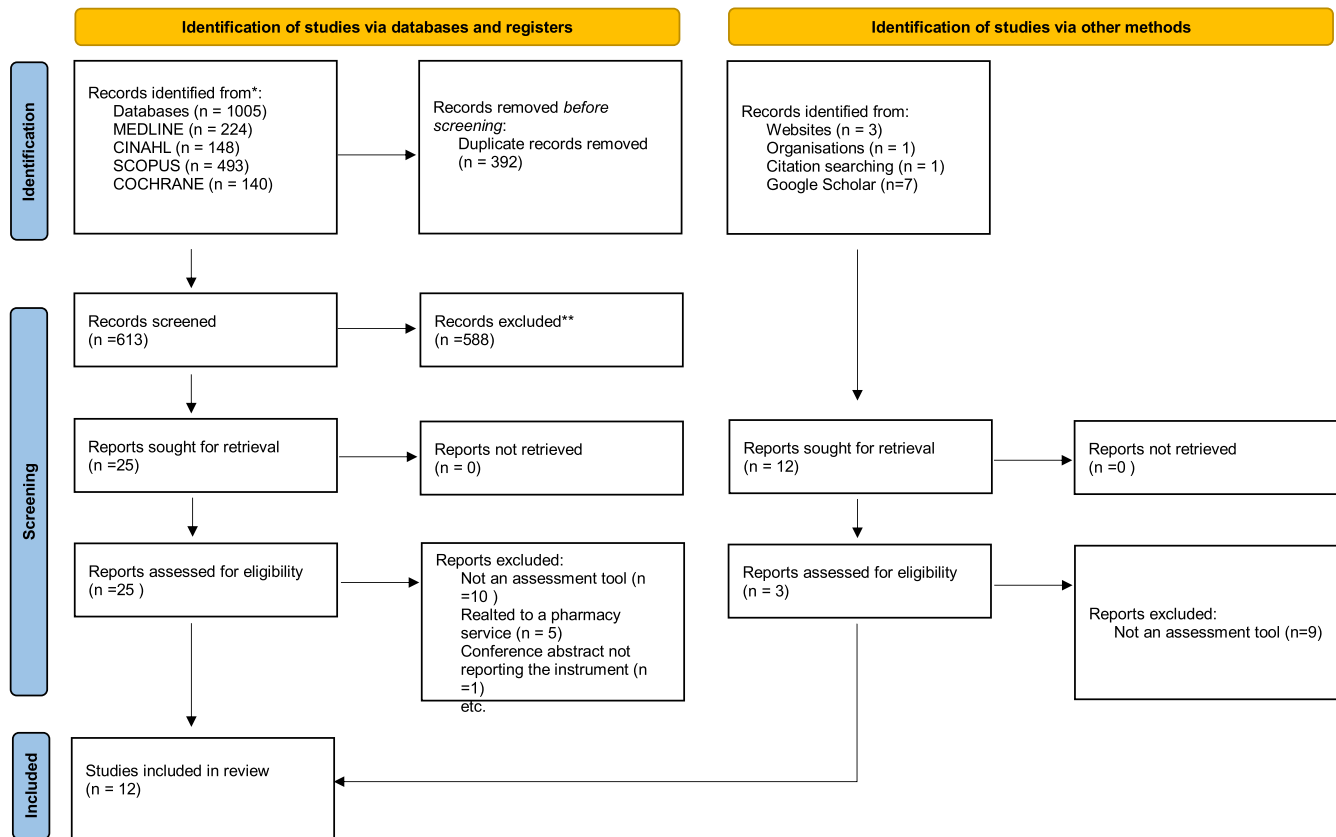 Identification of studies via databases and registers
Identification of studies via other methods
Identification
Records identified from*:
Databases (n = 1005)
MEDLINE (n = 224)
CINAHL (n = 148)
SCOPUS (n = 493)
COCHRANE (n = 140)
Records removed before
screening:
Duplicate records removed
(n = 392)
Records identified from:
Websites (n = 3)
Organisations (n = 1)
Citation searching (n = 1)
Google Scholar (n=7)
Screening
Records screened
(n =613)
Records excluded**
(n =588)
Reports sought for retrieval
(n =25)
Reports not retrieved
(n = 0)
Reports sought for retrieval
(n = 12)
Reports not retrieved
(n =0 )
Reports assessed for eligibility
(n =25 )
Reports excluded:
Not an assessment tool (n
=10 )
Realted to a pharmacy
service (n = 5)
Conference abstract not
reporting the instrument (n
=1)
etc.
Reports assessed for eligibility
(n = 3)
Reports excluded:
Not an assessment tool (n=9)
Included
Studies included in review
(n = 12)